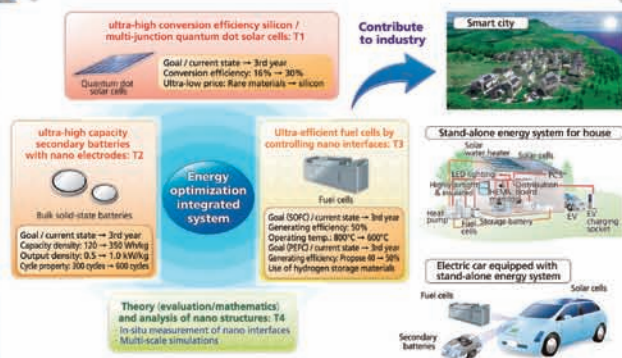 ultra-high conversion efficiency silicon /
multi-junction quantum dot solar cells: T1
Quantum dot
solar cells
Goal / current state → 3rd year
Conversion efficiency: 16% → 30%
Ultra-low price: Rare materials → silicon
Contribute
to industry
Smart city
ultra-high capacity
secondary batteries
with nano electrodes: T2
Bulk solid-state batteries
Goal / current state → 3rd year
Capacity density: 120 → 350 Wh/kg
Output density: 0.5 → 1.0 kW/kg
Cycle property: 300 cycles → 600 cycles
Energy
optimization
integrated
system
Ultra-efficient fuel cells by
controlling nano interfaces: T3
Fuel cells
Goal (SOFC) / current state → 3rd year
Generating efficiency: 50%
Operating temp.: 800°C → 600°C
Goal (PEFC) / current state → 3rd year
Generating efficiency: Propose 40 → 50%
Use of hydrogen storage materials
Theory (evaluation/mathematics)
and analysis of nano structures: T4
· In-situ measurement of nano interfaces
· Multi-scale simulations
Stand-alone energy system for house
Solar
water heater
Solar cells
LED lighting
PCS
Highly airtight
& insulated
HEMS
Distribution
board
Heat
pump
Fuel
cells
Storage battery
EV
EV
charging
socket
Electric car equipped with
stand-alone energy system
Fuel cells
Solar cells
Secondary
batteries